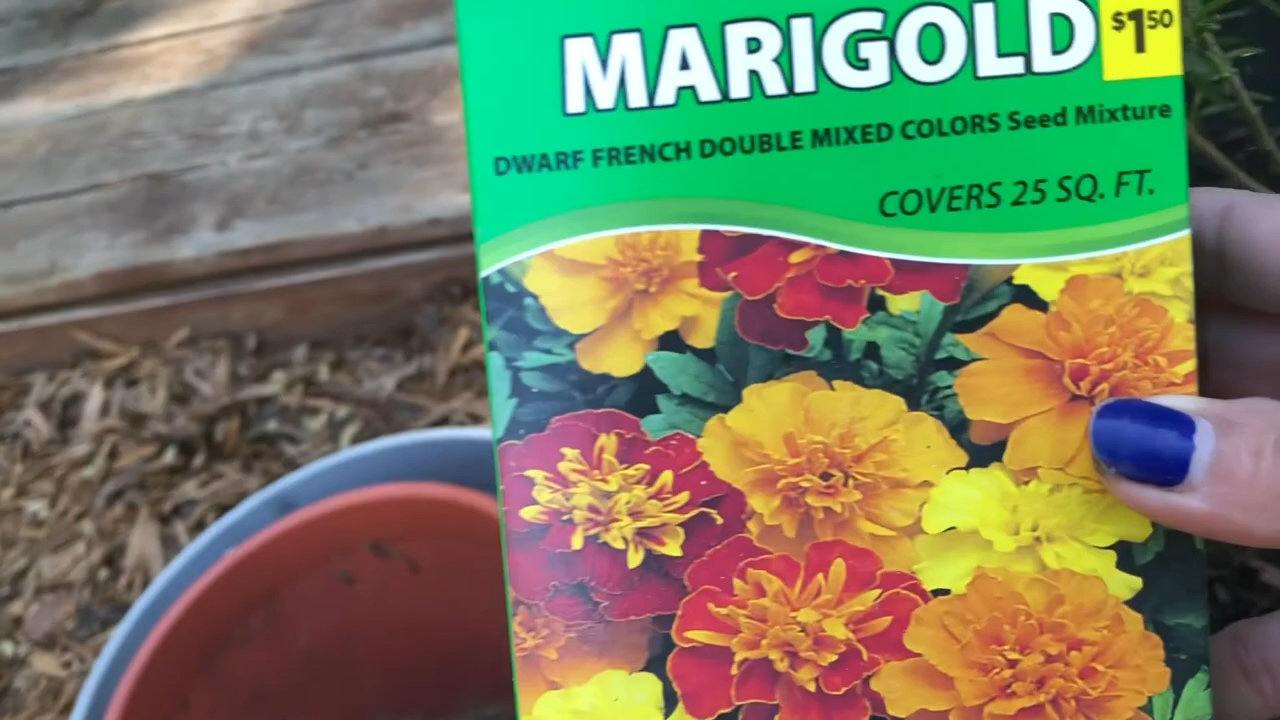 MARIGOLD
$1.50
DWARF FRENCH DOUBLE MIXED COLORS Seed Mixture
COVERS 25 SQ. FT.